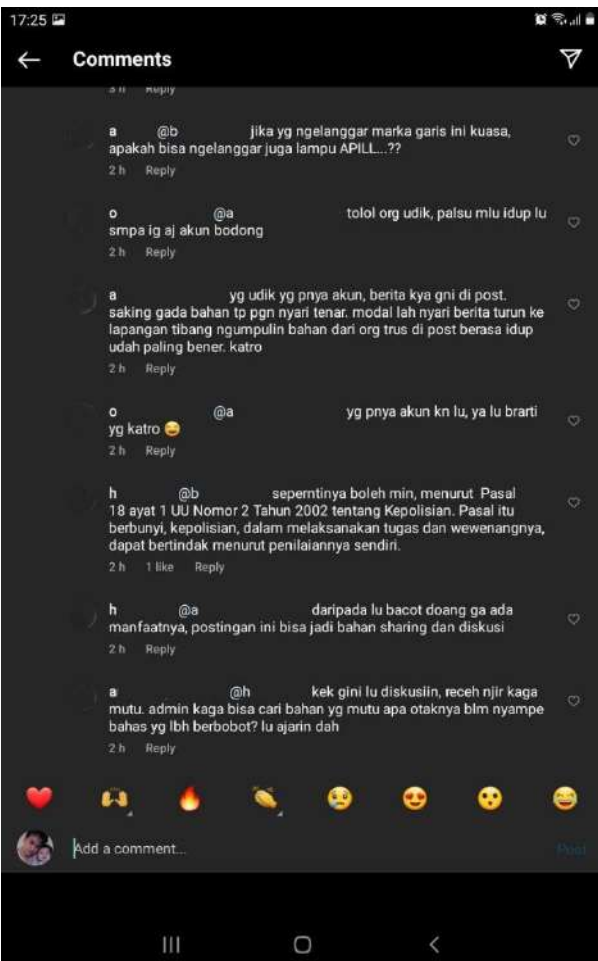 17:25
Comments
3 h Reply
a @b jika yg ngelanggar marka garis ini kuasa,
apakah bisa ngelanggar juga lampu APILL...??
2 h Reply
o @a tolol org udik, palsu mlu idup lu
smpa ig aj akun bodong
2 h Reply
a yg udik yg pnya akun, berita kya gni di post.
saking gada bahan tp pgn nyari tenar. modal lah nyari berita turun ke
lapangan tibang ngumpulin bahan dari org trus di post berasa idup
udah paling bener. katro
2 h Reply
o @a yg pnya akun kn lu, ya lu brarti
yg katro 😂
2 h Reply
h @b seperntinya boleh min, menurut Pasal
18 ayat 1 UU Nomor 2 Tahun 2002 tentang Kepolisian. Pasal itu
berbunyi, kepolisian, dalam melaksanakan tugas dan wewenangnya,
dapat bertindak menurut penilaiannya sendiri.
2 h 1 like Reply
h @a daripada lu bacot doang ga ada
manfaatnya, postingan ini bisa jadi bahan sharing dan diskusi
2 h Reply
a @h kek gini lu diskusiin, receh njir kaga
mutu. admin kaga bisa cari bahan yg mutu apa otaknya blm nyampe
bahas yg lbh berbobot? lu ajarin dah
2 h Reply
Add a comment...
Post